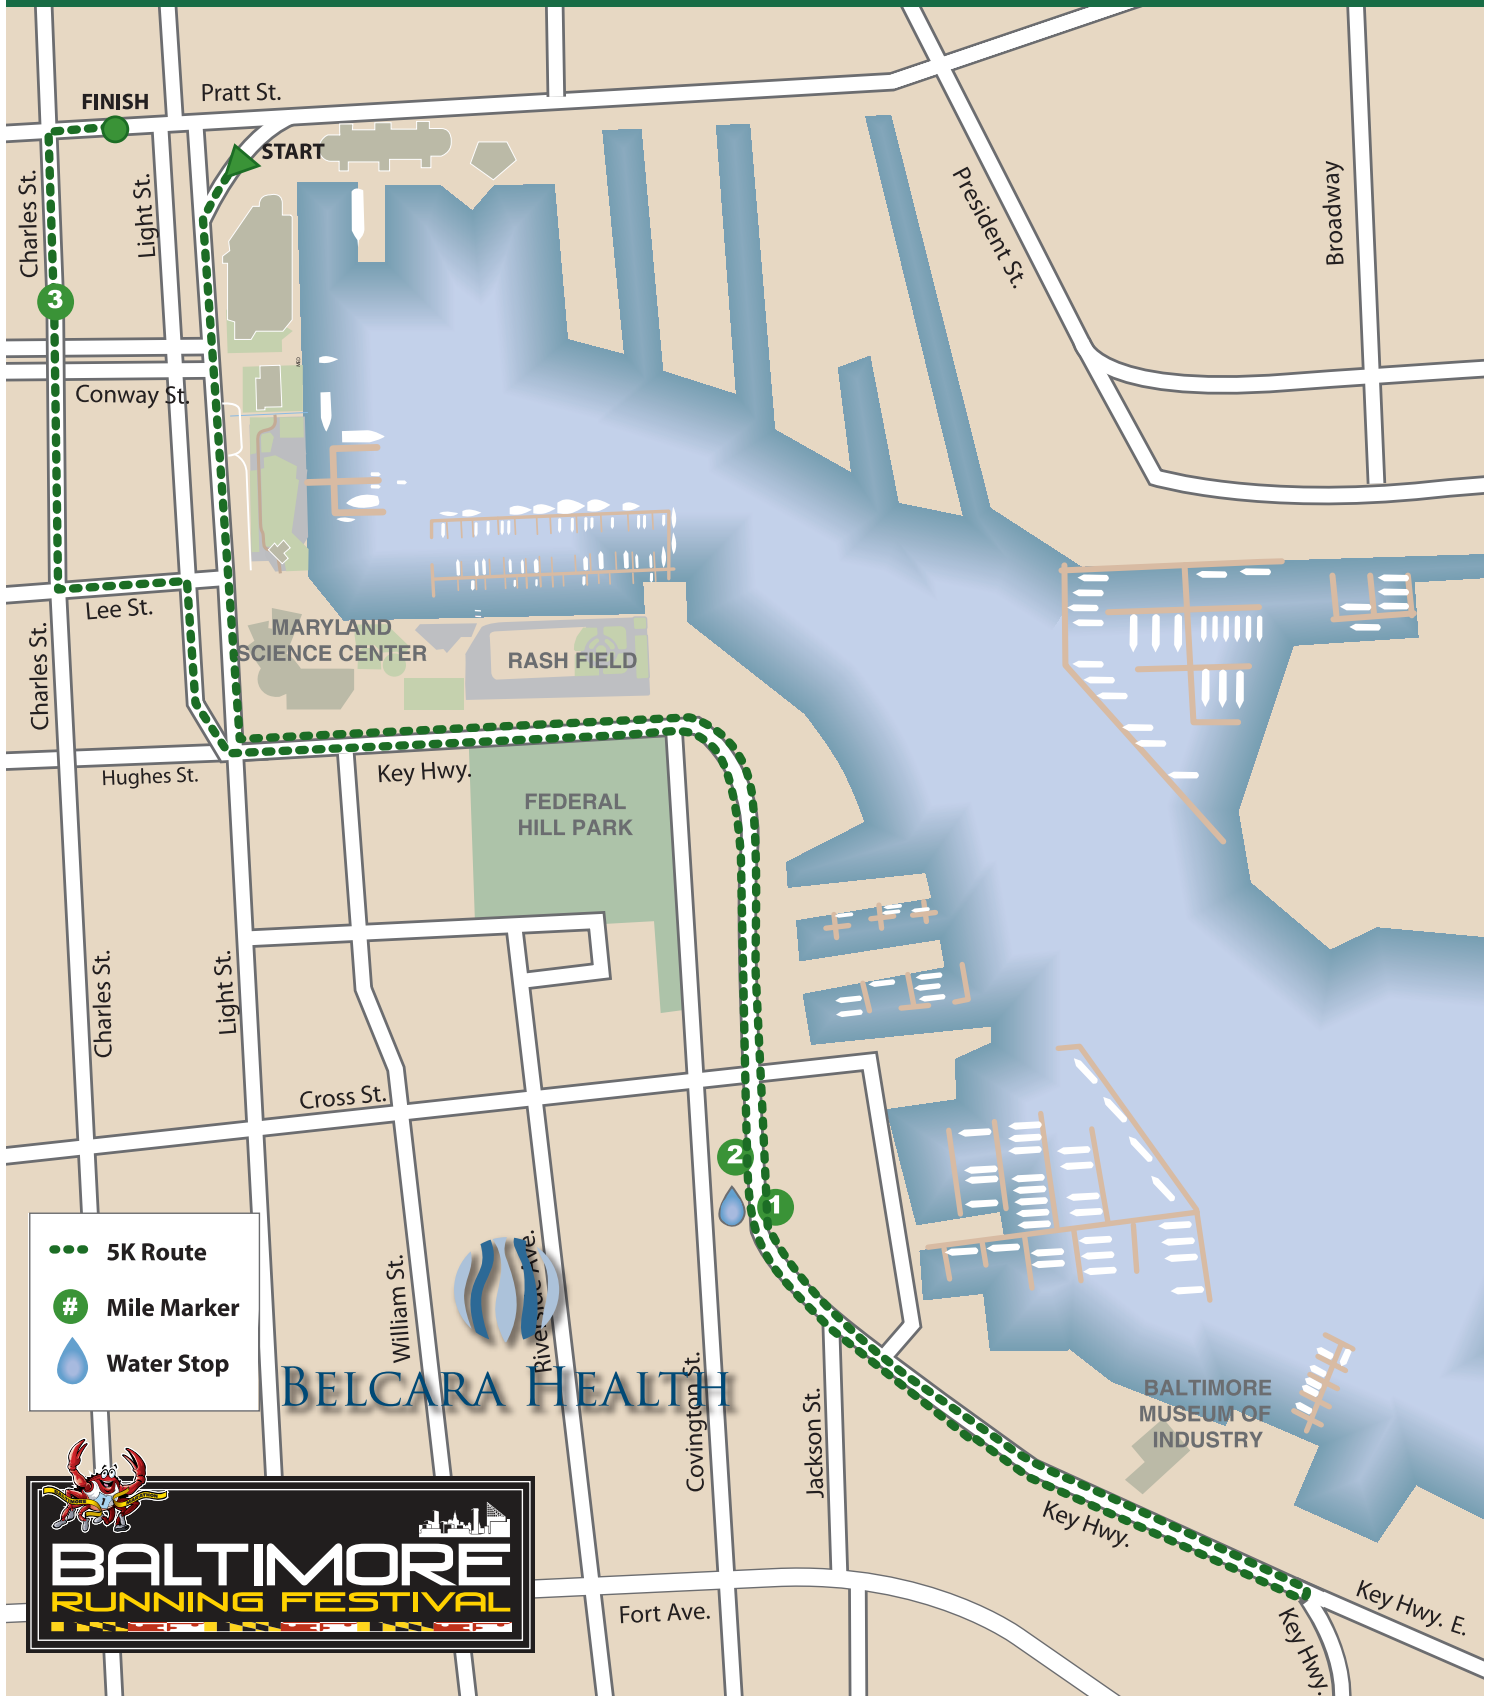 Pratt St.
FINISH
START
Charles St.
Light St.
President St.
Broadway
3
Conway St.
Lee St.
MARYLAND
SCIENCE CENTER
RASH FIELD
Charles St.
Hughes St.
Key Hwy.
FEDERAL
HILL PARK
Charles St.
Light St.
Cross St.
2
1
5K Route
# Mile Marker
Water Stop
William St.
Riverside Ave.
BELCARA HEALTH
Covington St.
Jackson St.
BALTIMORE
MUSEUM OF
INDUSTRY
Key Hwy.
BALTIMORE
RUNNING FESTIVAL
Fort Ave.
Key Hwy. E.
Key Hwy.